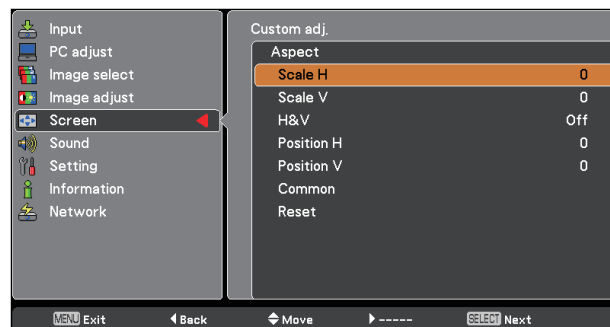 Input
PC adjust
Image select
Image adjust
Screen
Sound
Setting
Information
Network
Custom adj.
Aspect
Scale H 0
Scale V 0
H&V Off
Position H 0
Position V 0
Common
Reset
MENU Exit Back Move ----- SELECT Next